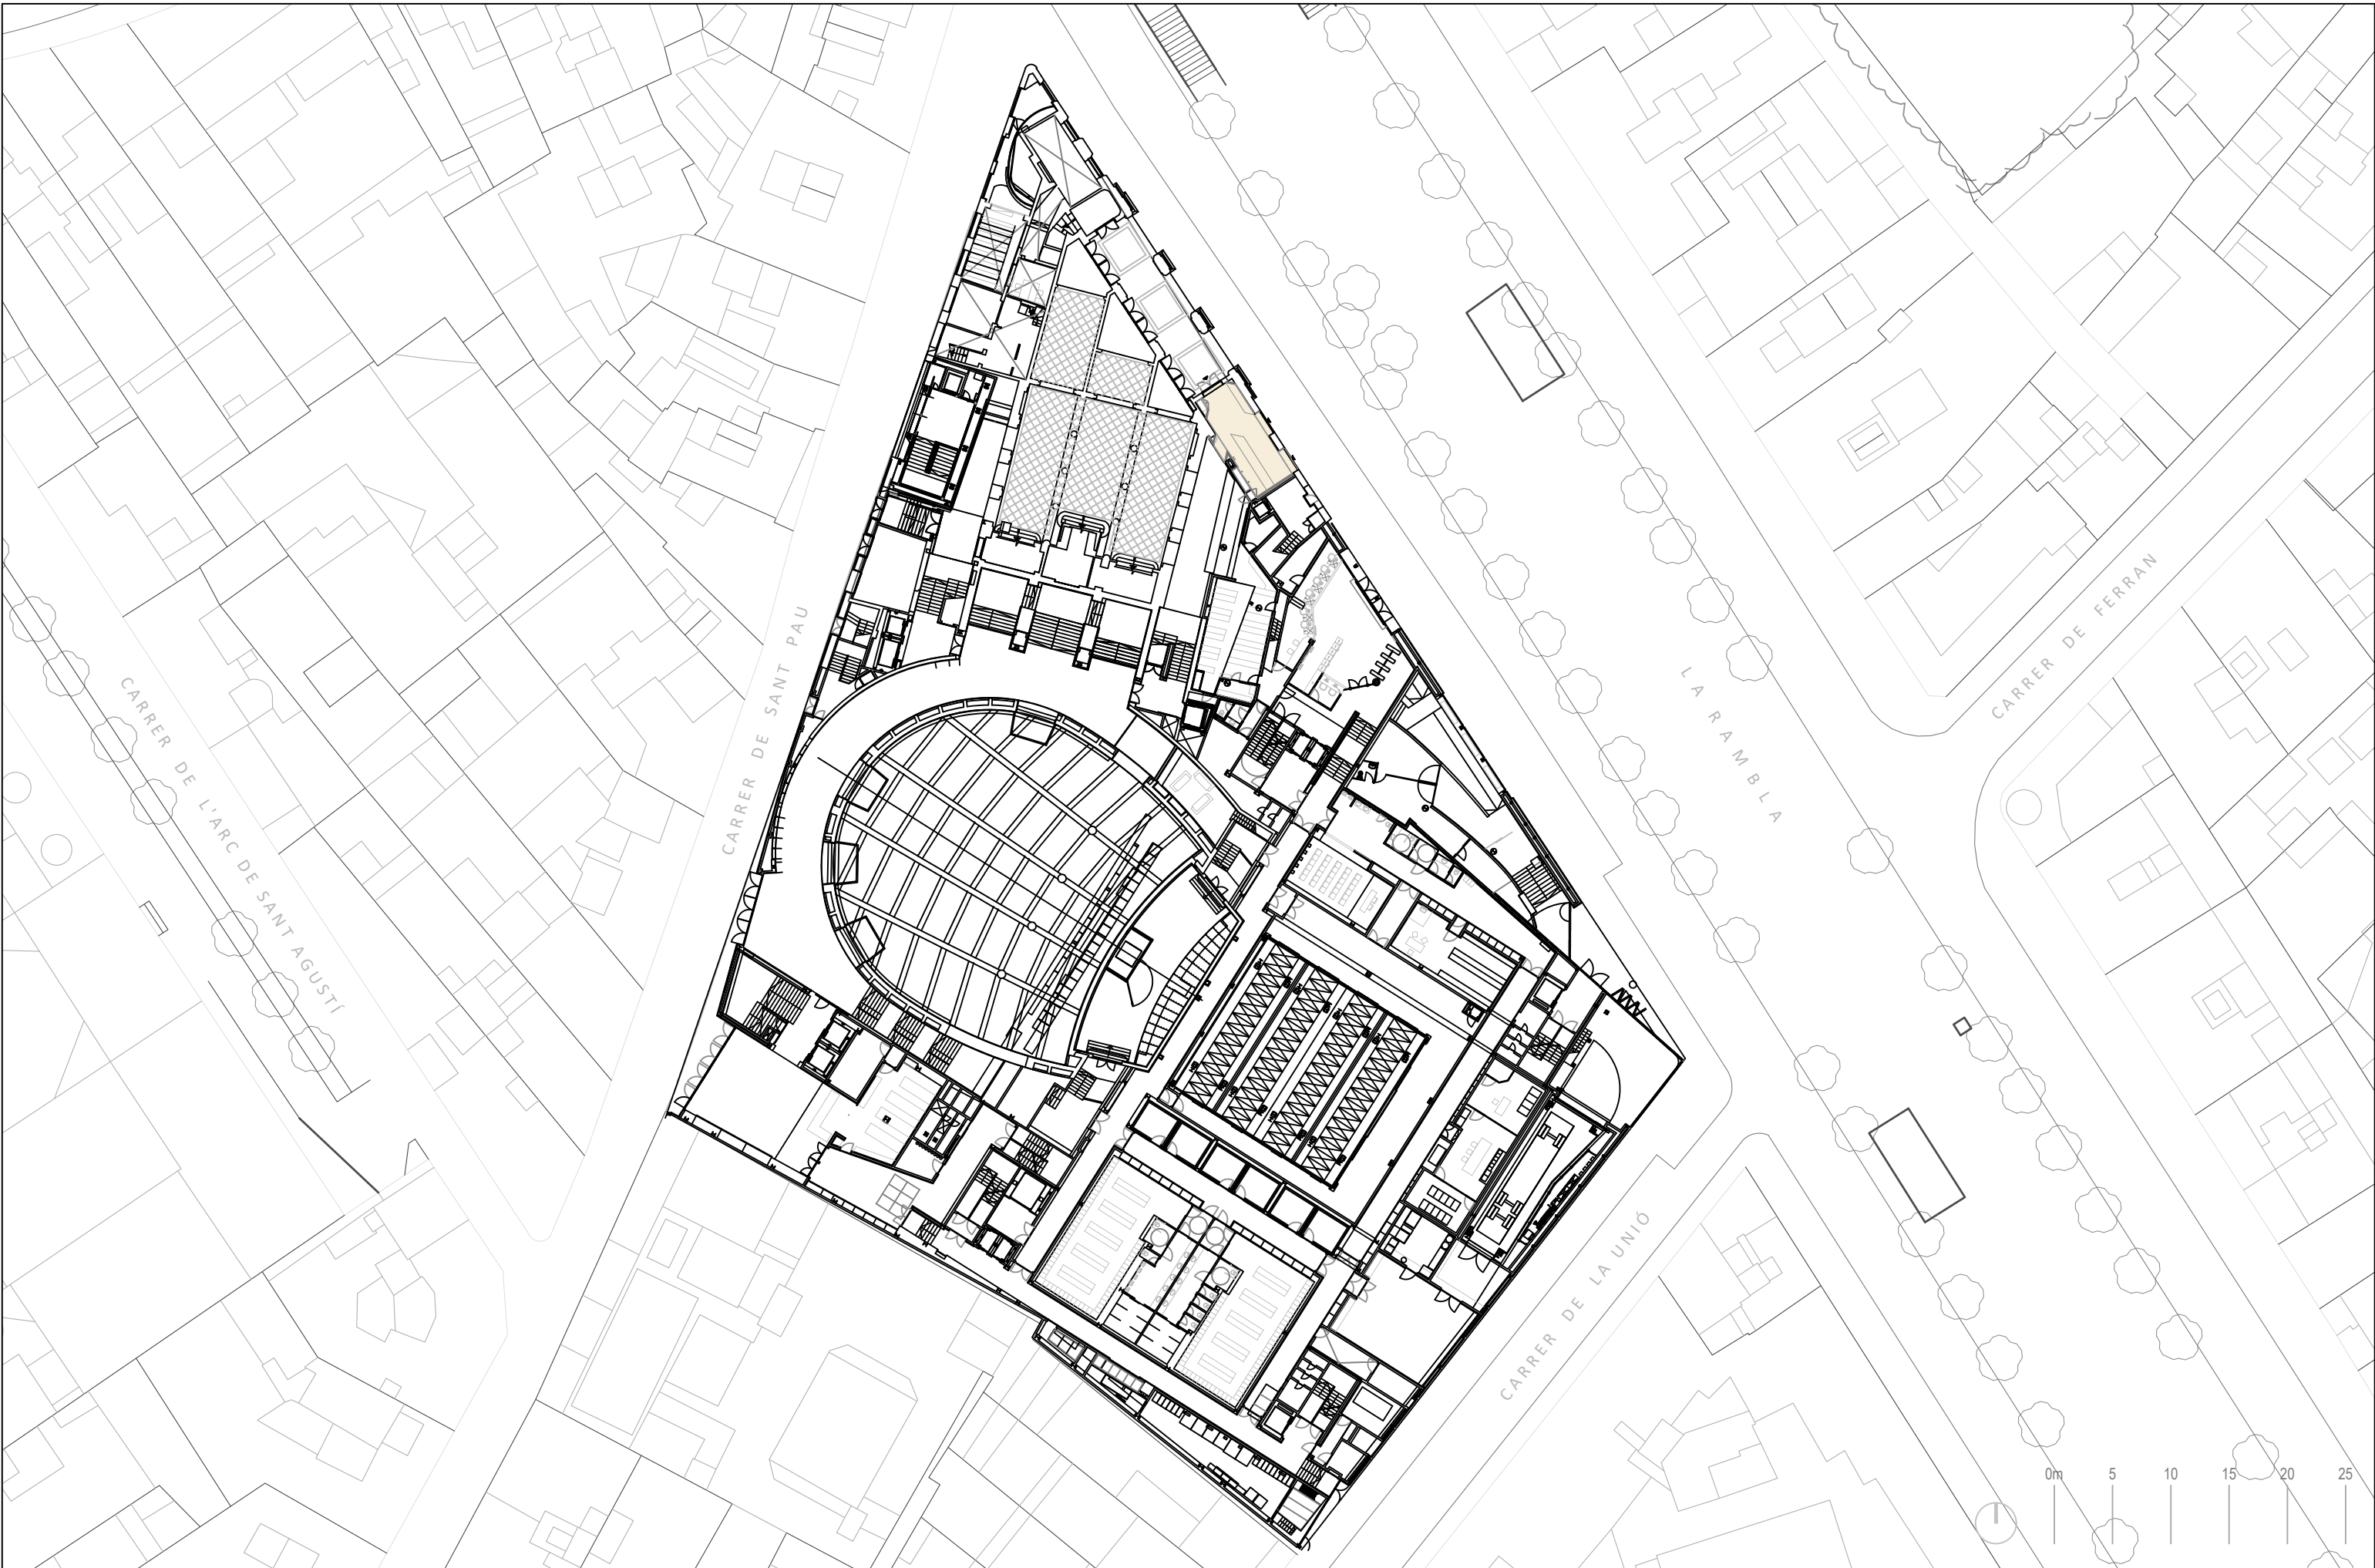 CARRER DE FERRAN
LA RAMBLA
CARRER DE SANT PAU
CARRER DE L'ARC DE SANT AGUSTÍ
CARRER DE LA UNIÓ
0m 5 10 15 20 25